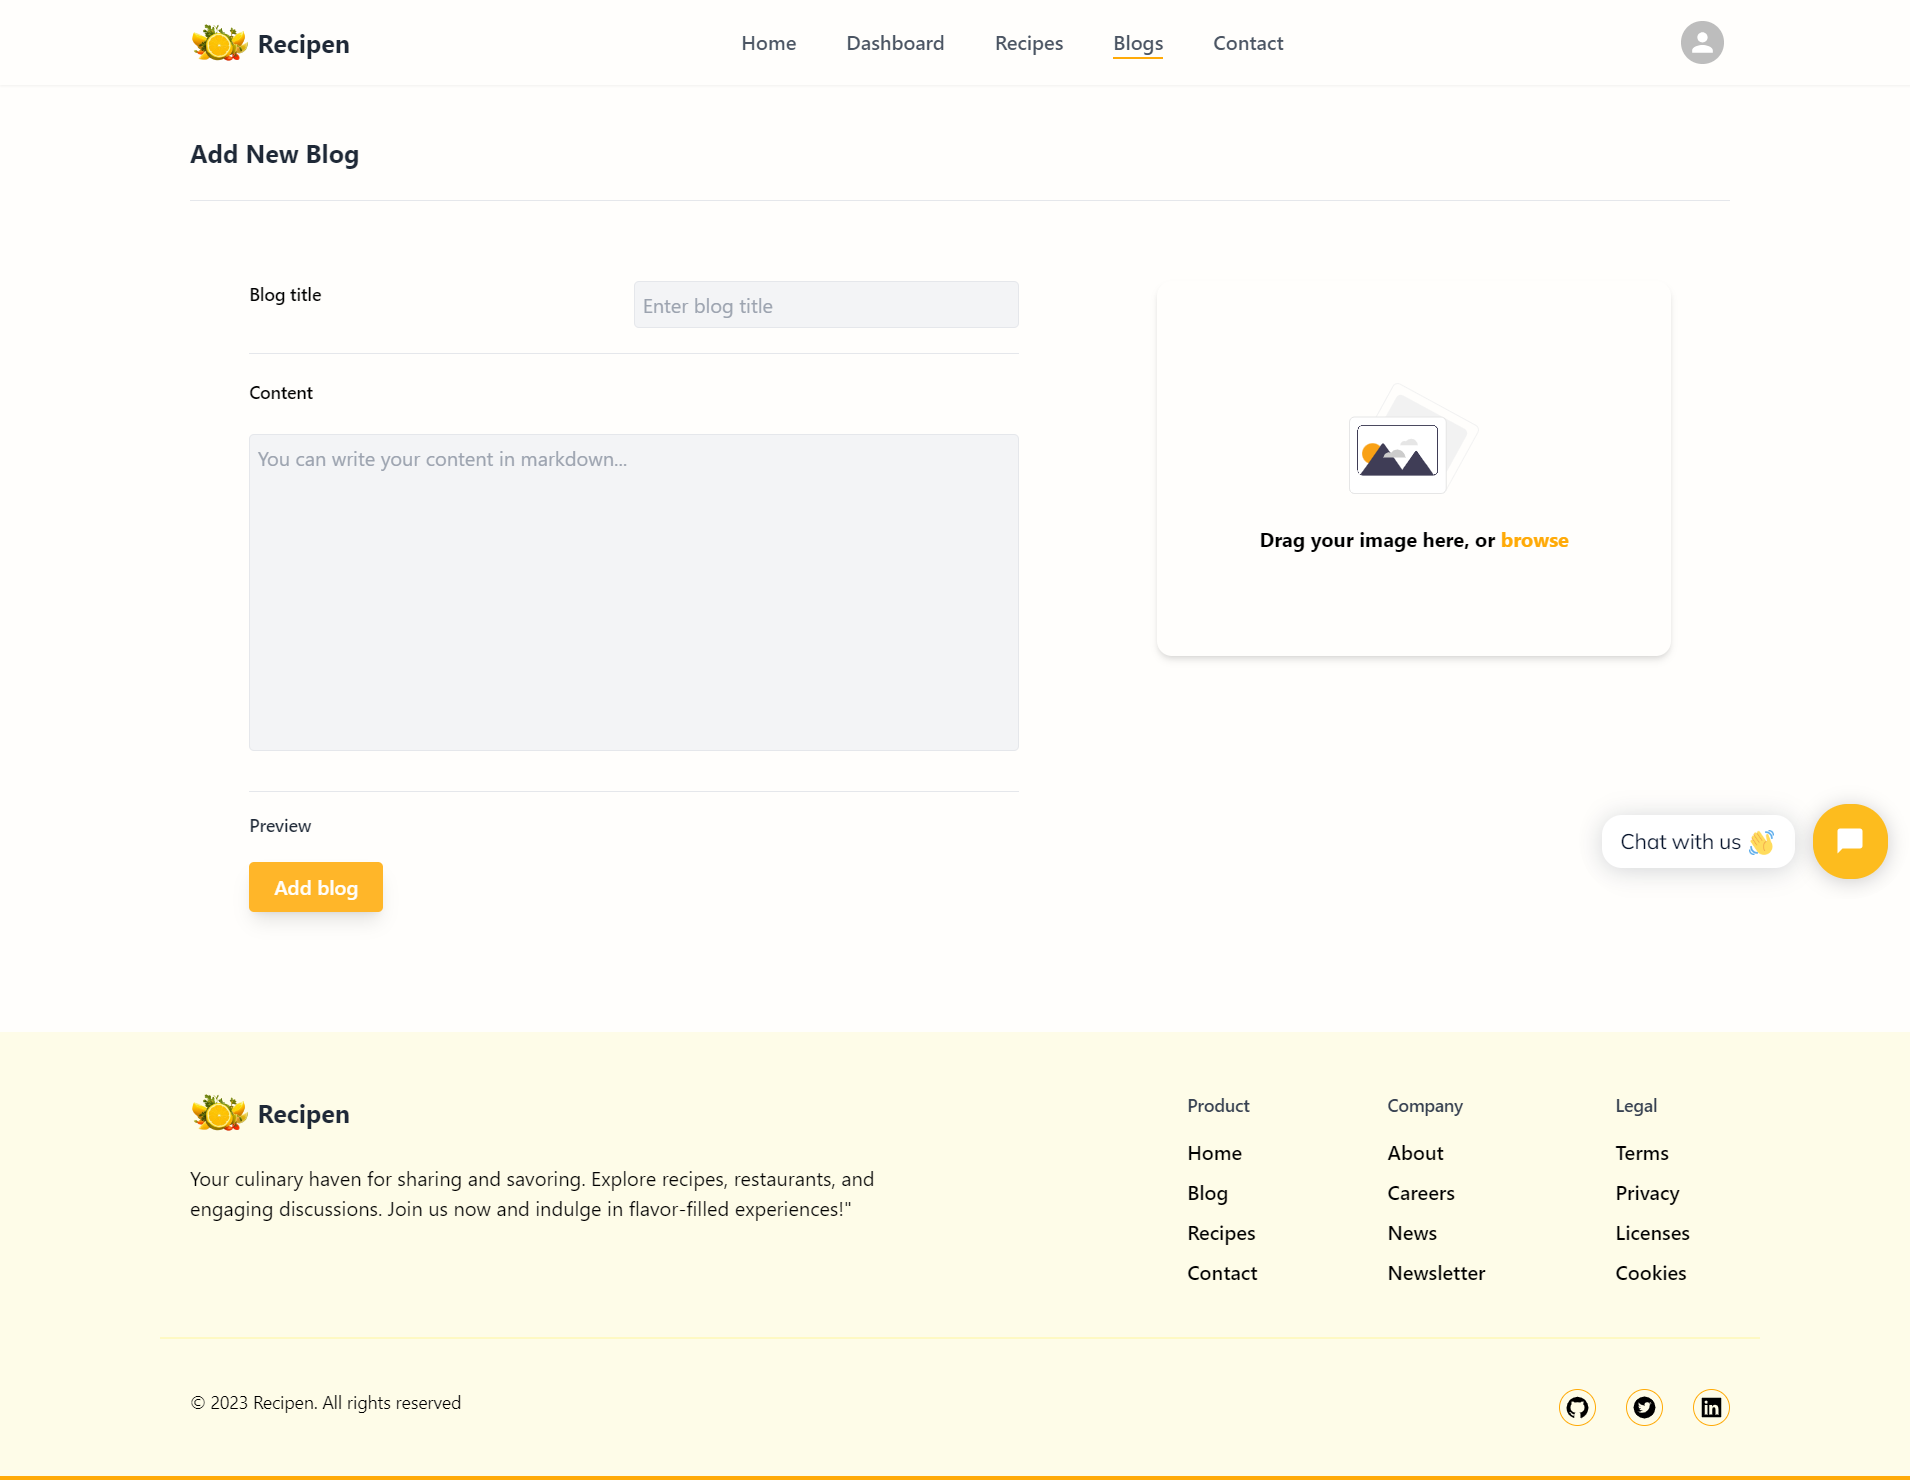 Recipen
Home
Dashboard
Recipes
Blogs
Contact
Add New Blog
Blog title
Enter blog title
Content
You can write your content in markdown...
Drag your image here, or browse
Preview
Add blog
Chat with us 👋
Recipen
Your culinary haven for sharing and savoring. Explore recipes, restaurants, and
engaging discussions. Join us now and indulge in flavor-filled experiences!"
Product
Home
Blog
Recipes
Contact
Company
About
Careers
News
Newsletter
Legal
Terms
Privacy
Licenses
Cookies
© 2023 Recipen. All rights reserved